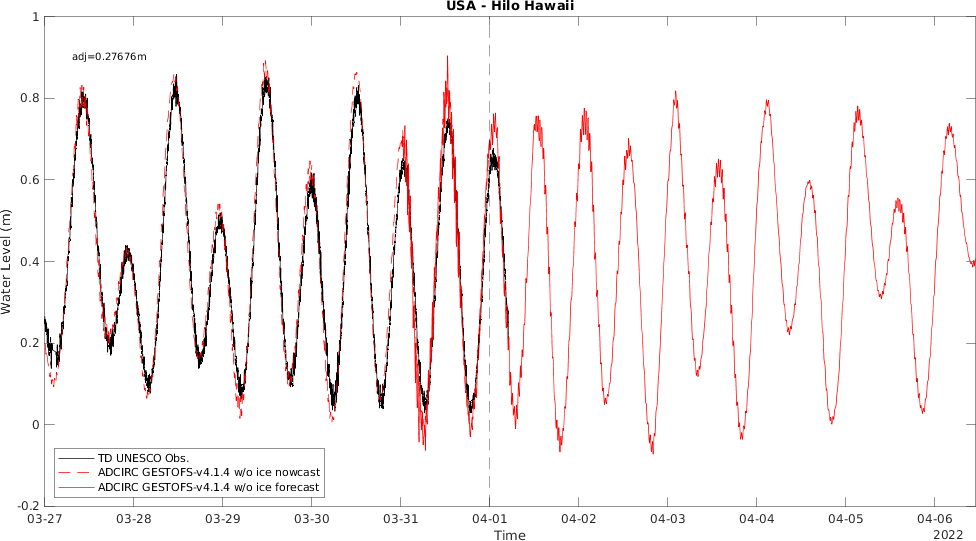 USA - Hilo Hawaii
adj=0.27676m
1
0.8
0.6
0.4
0.2
0
-0.2
Water Level (m)
TD UNESCO Obs.
ADCIRC GESTOFS-v4.1.4 w/o ice nowcast
ADCIRC GESTOFS-v4.1.4 w/o ice forecast
03-27 03-28 03-29 03-30 03-31 04-01 04-02 04-03 04-04 04-05 04-06
Time
2022